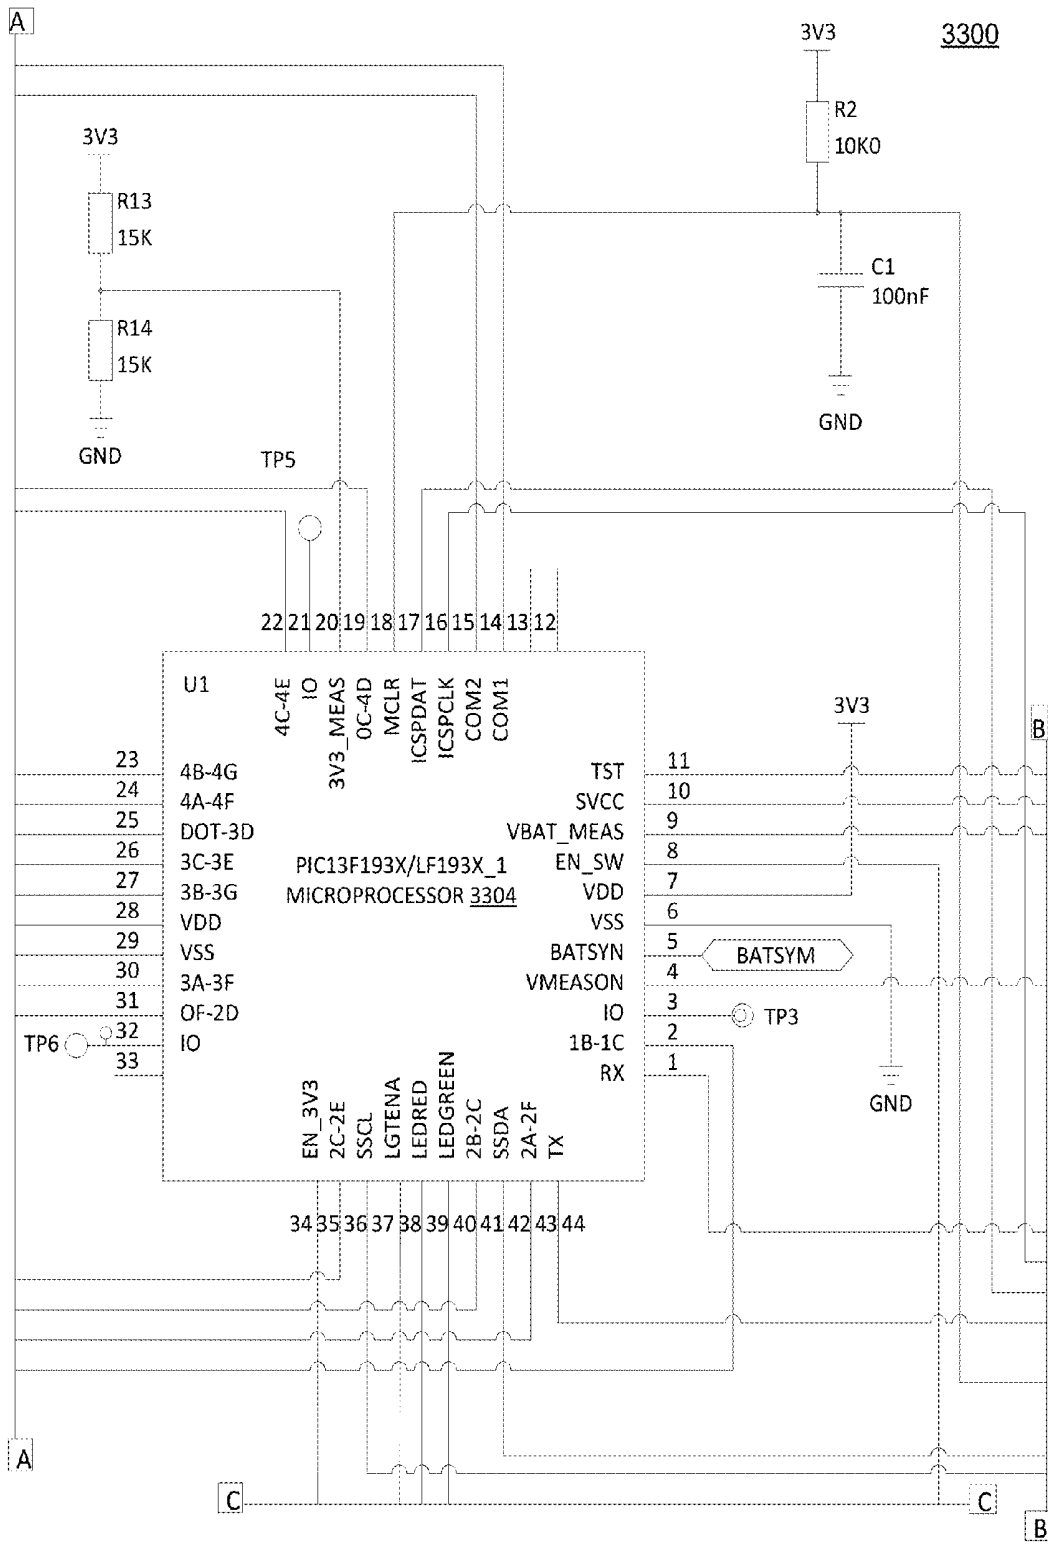 A
3300
3V3
R2
10K0
3V3
R13
15K
C1
100nF
R14
15K
GND
GND
TP5
22 21 20 19 18 17 16 15 14 13 12
U1
4C-4E
IO
3V3_MEAS
0C-4D
MCLR
ICSPDAT
ICSPCLK
COM2
COM1
3V3
B
23 4B-4G
24 4A-4F
25 DOT-3D
26 3C-3E
27 3B-3G
28 VDD
29 VSS
30 3A-3F
31 OF-2D
TP6 32 IO
33
PIC13F193X/LF193X_1
MICROPROCESSOR 3304
TST 11
SVCC 10
VBAT_MEAS 9
EN_SW 8
VDD 7
VSS 6
BATSYN 5 BATSYM
VMEASON 4
IO 3 TP3
1B-1C 2
RX 1
GND
EN_3V3
2C-2E
SSCL
LGTENA
LEDRED
LEDGREEN
2B-2C
SSDA
2A-2F
TX
34 35 36 37 38 39 40 41 42 43 44
A
C
C
B